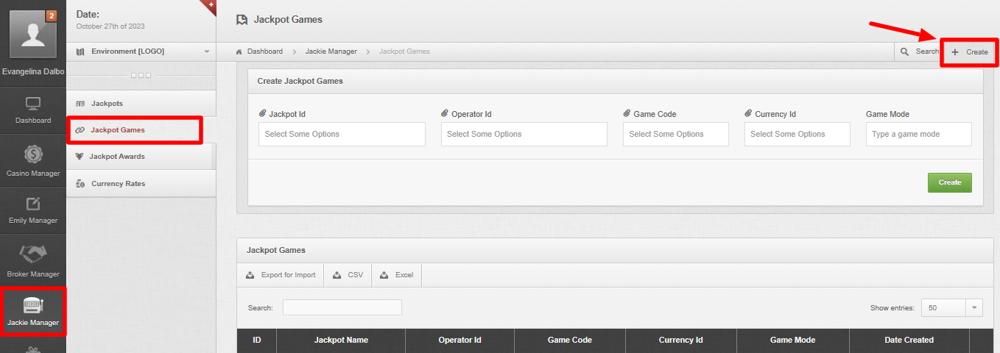 2
Evangelina Dalbo
Dashboard
Casino Manager
Emily Manager
Broker Manager
Jackie Manager
Date:
October 27th of 2023
+
Environment [LOGO]
Jackpots
Jackpot Games
Jackpot Awards
Currency Rates
Jackpot Games
Dashboard > Jackie Manager > Jackpot Games
Search + Create
Create Jackpot Games
Jackpot Id Operator Id Game Code Currency Id Game Mode
Select Some Options Select Some Options Select Some Options Select Some Options Type a game mode
Create
Jackpot Games
Export for Import CSV Excel
Search: Show entries: 50
ID Jackpot Name Operator Id Game Code Currency Id Game Mode Date Created